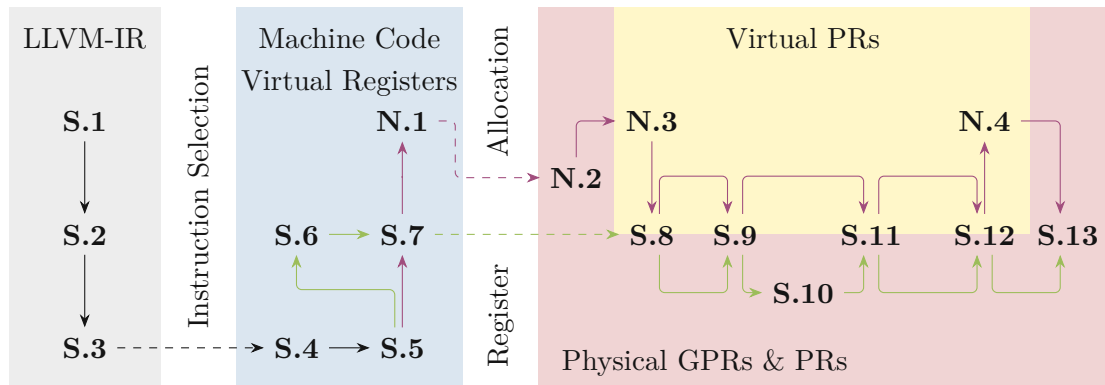 LLVM-IR
S.1
S.2
S.3
Instruction Selection
Machine Code
Virtual Registers
N.1
S.6
S.7
S.4
S.5
Register
Allocation
Virtual PRs
N.3
N.4
N.2
S.8
S.9
S.11
S.12
S.13
S.10
Physical GPRs & PRs